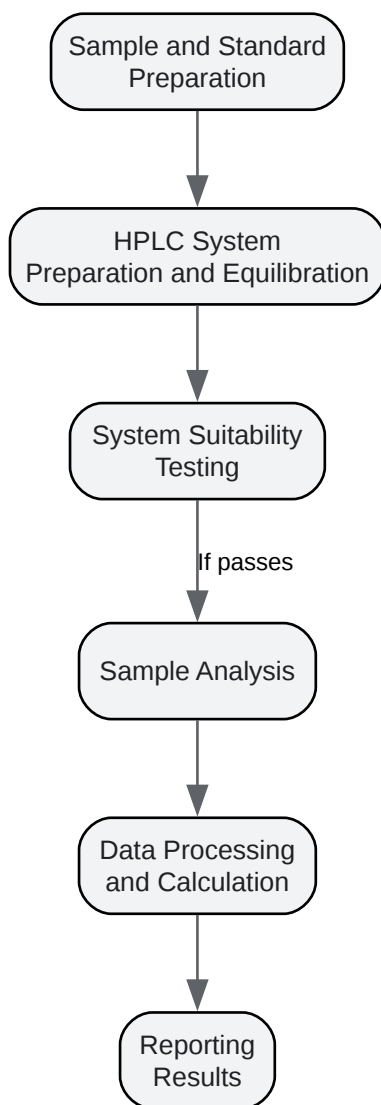 Sample and Standard
Preparation
HPLC System
Preparation and Equilibration
System Suitability
Testing
If passes
Sample Analysis
Data Processing
and Calculation
Reporting
Results